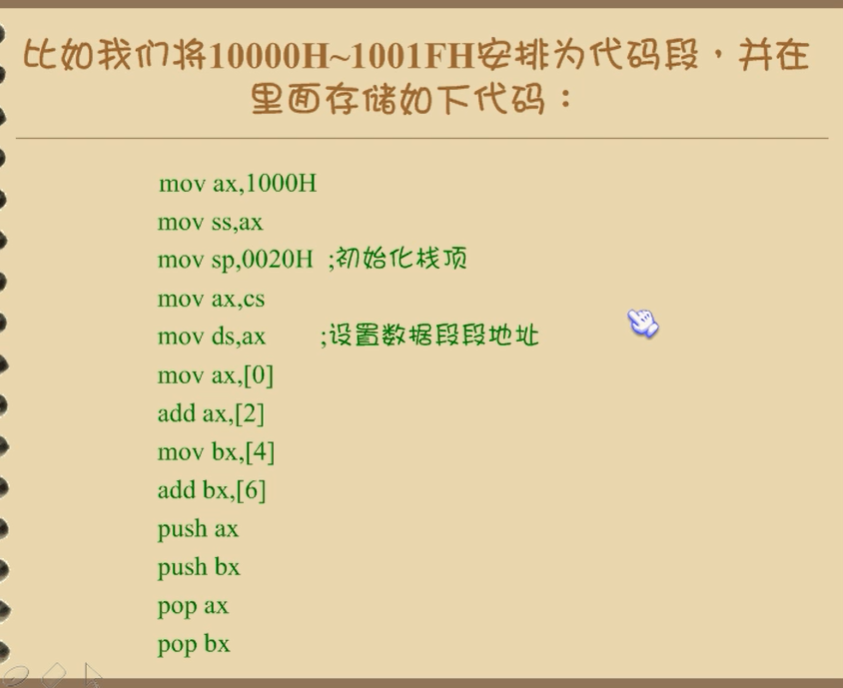 比如我们将10000H~1001FH安排为代码段，并在
里面存储如下代码：
mov ax,1000H
mov ss,ax
mov sp,0020H ;初始化栈顶
mov ax,cs
mov ds,ax ;设置数据段段地址
mov ax,[0]
add ax,[2]
mov bx,[4]
add bx,[6]
push ax
push bx
pop ax
pop bx